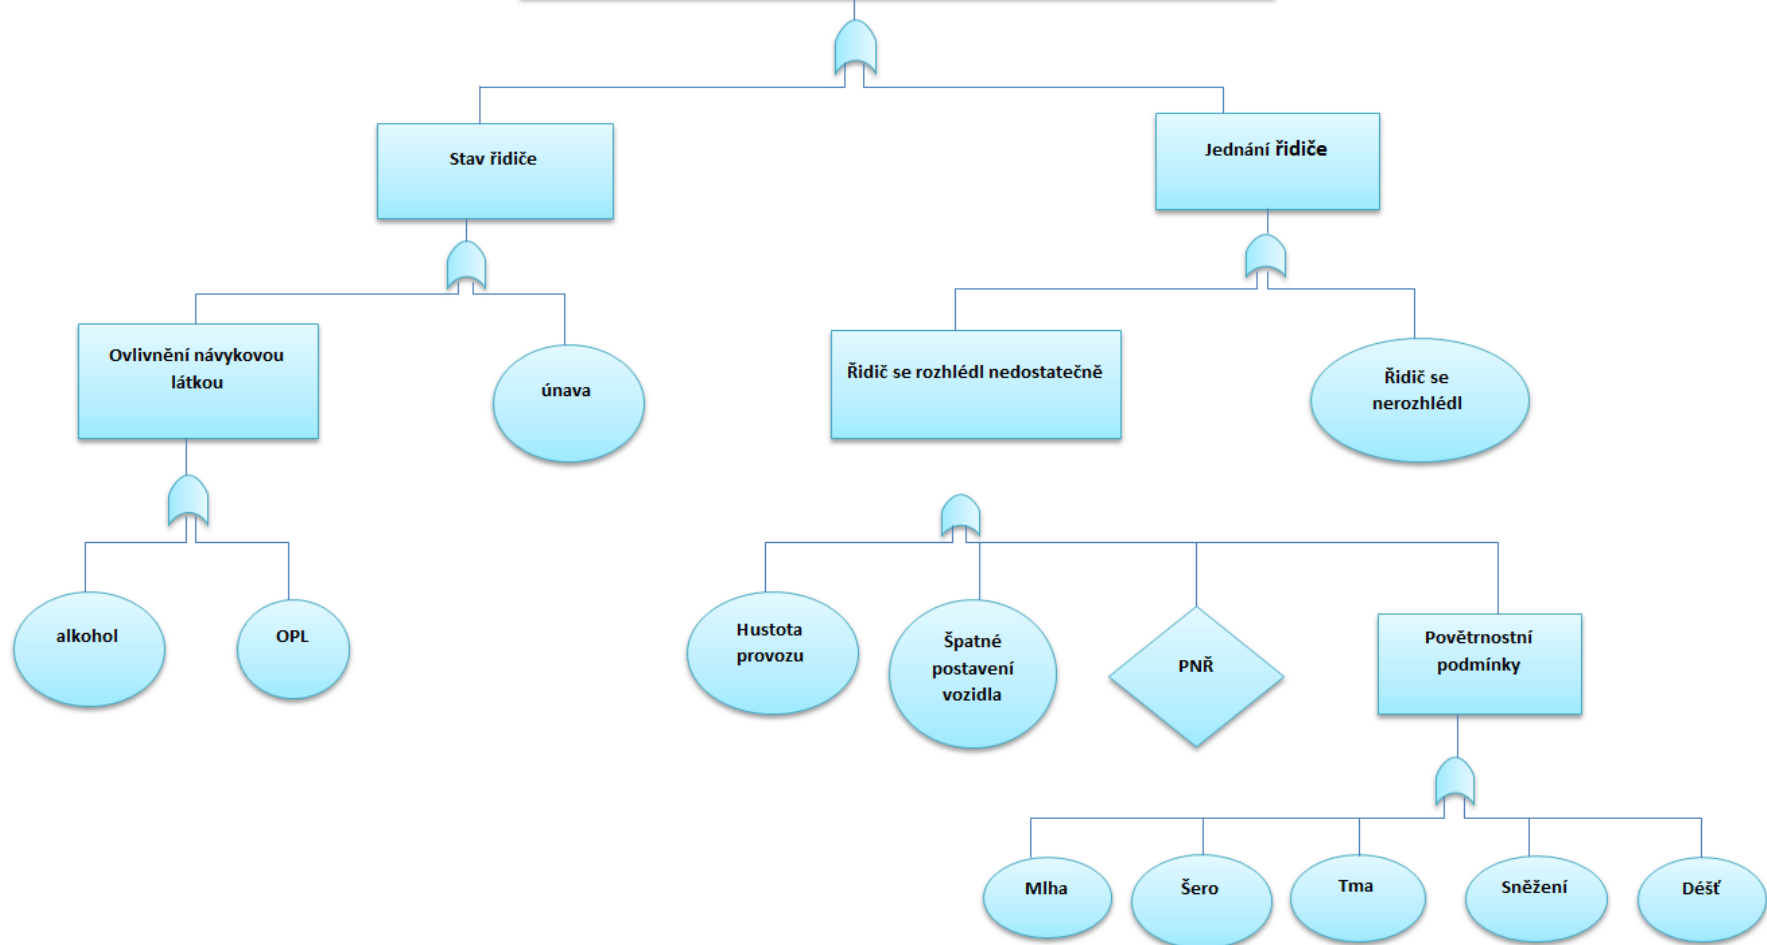 Stav řidiče
Jednání řidiče
Ovlivnění návykovou
látkou
únava
Řidič se rozhlédl nedostatečně
Řidič se
nerozhlédl
alkohol
OPL
Hustota
provozu
Špatné
postavení
vozidla
PNŘ
Povětrnostní
podmínky
Mlha
Šero
Tma
Sněžení
Déšť